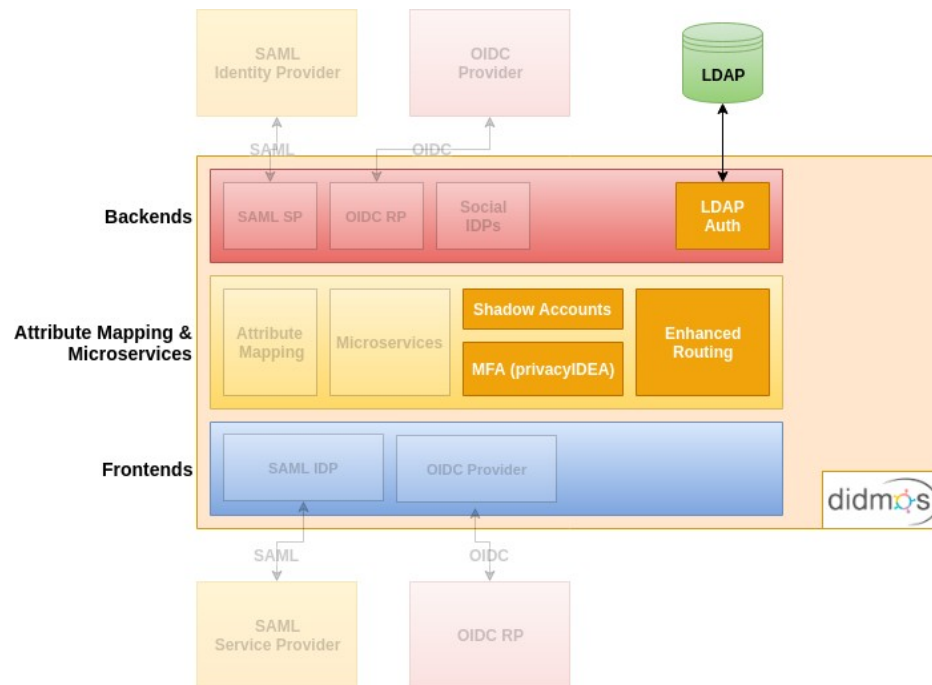 SAML
Identity Provider
OIDC
Provider
LDAP
SAML
OIDC
Backends
SAML SP
OIDC RP
Social
IDPs
LDAP
Auth
Attribute Mapping &
Microservices
Attribute
Mapping
Microservices
Shadow Accounts
MFA (privacyIDEA)
Enhanced
Routing
Frontends
SAML IDP
OIDC Provider
didmos
SAML
OIDC
SAML
Service Provider
OIDC RP